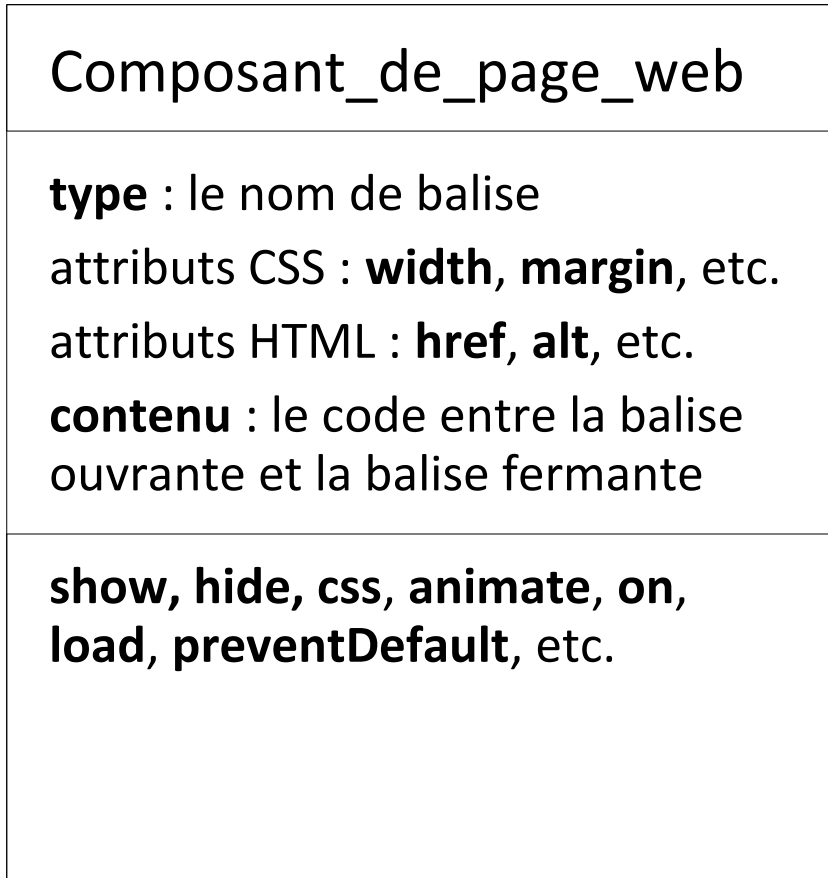 Composant_de_page_web
type : le nom de balise
attributs CSS : width, margin, etc.
attributs HTML : href, alt, etc.
contenu : le code entre la balise
ouvrante et la balise fermante
show, hide, css, animate, on,
load, preventDefault, etc.